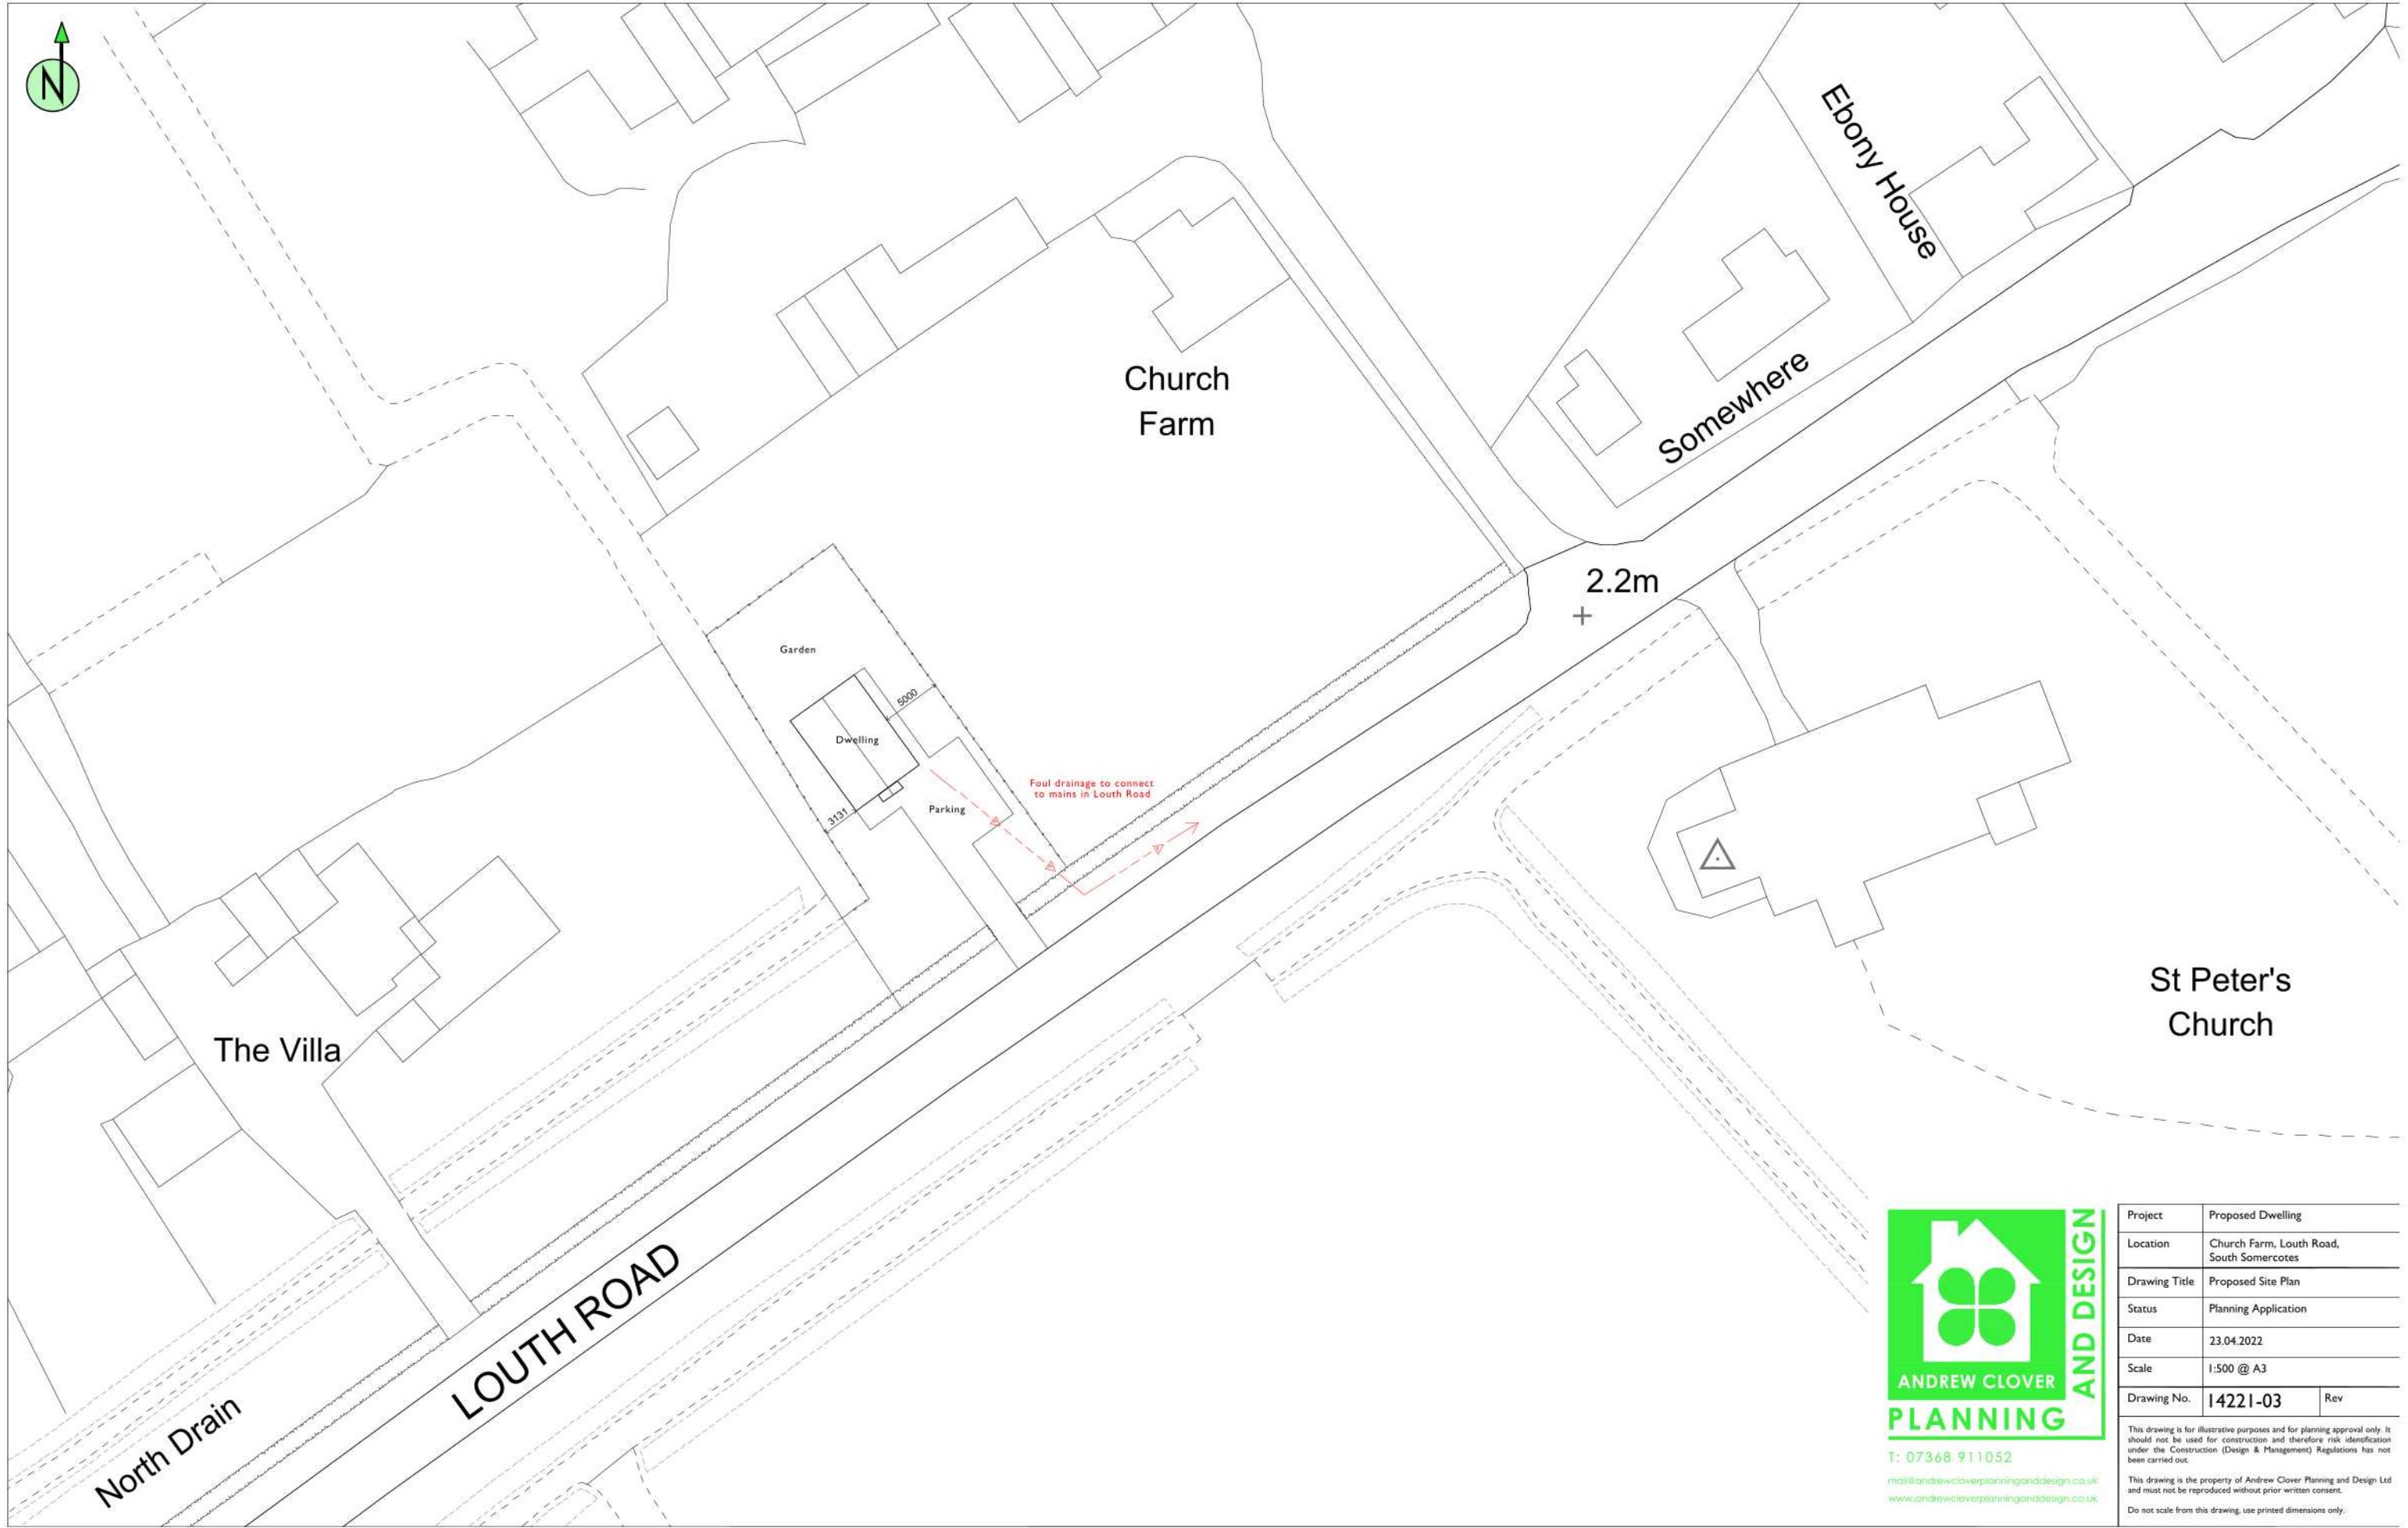 N
Ebony House
Church
Farm
Somewhere
2.2m
Garden
5000
Dwelling
3131
Parking
Foul drainage to connect
to mains in Louth Road
The Villa
St Peter's
Church
LOUTH ROAD
North Drain
ANDREW CLOVER
PLANNING
AND DESIGN
T: 07368 911052
mail@andrewcloverplanninganddesign.co.uk
www.andrewcloverplanninganddesign.co.uk
Project Proposed Dwelling
Location Church Farm, Louth Road,
South Somercotes
Drawing Title Proposed Site Plan
Status Planning Application
Date 23.04.2022
Scale 1:500 @ A3
Drawing No. 14221-03 Rev
This drawing is for illustrative purposes and for planning approval only. It
should not be used for construction and therefore risk identification
under the Construction (Design & Management) Regulations has not
been carried out.
This drawing is the property of Andrew Clover Planning and Design Ltd
and must not be reproduced without prior written consent.
Do not scale from this drawing, use printed dimensions only.